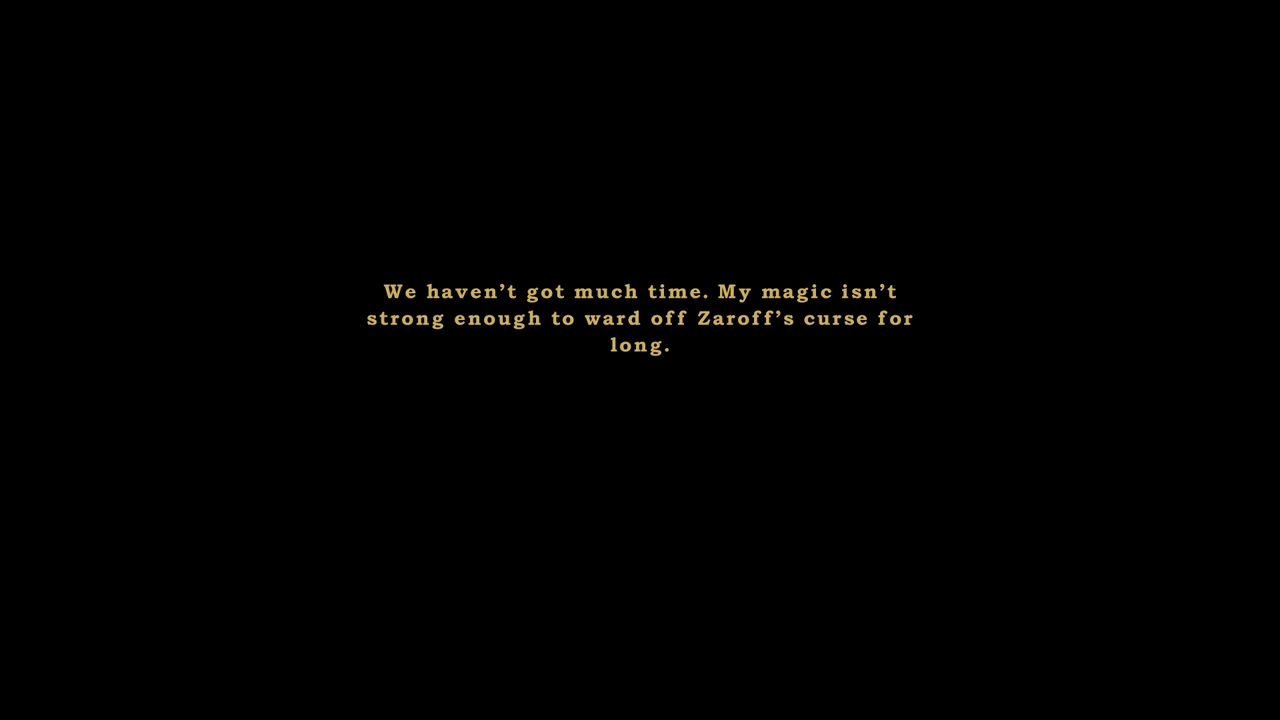 We haven’t got much time. My magic isn’t
strong enough to ward off Zaroff’s curse for
long.